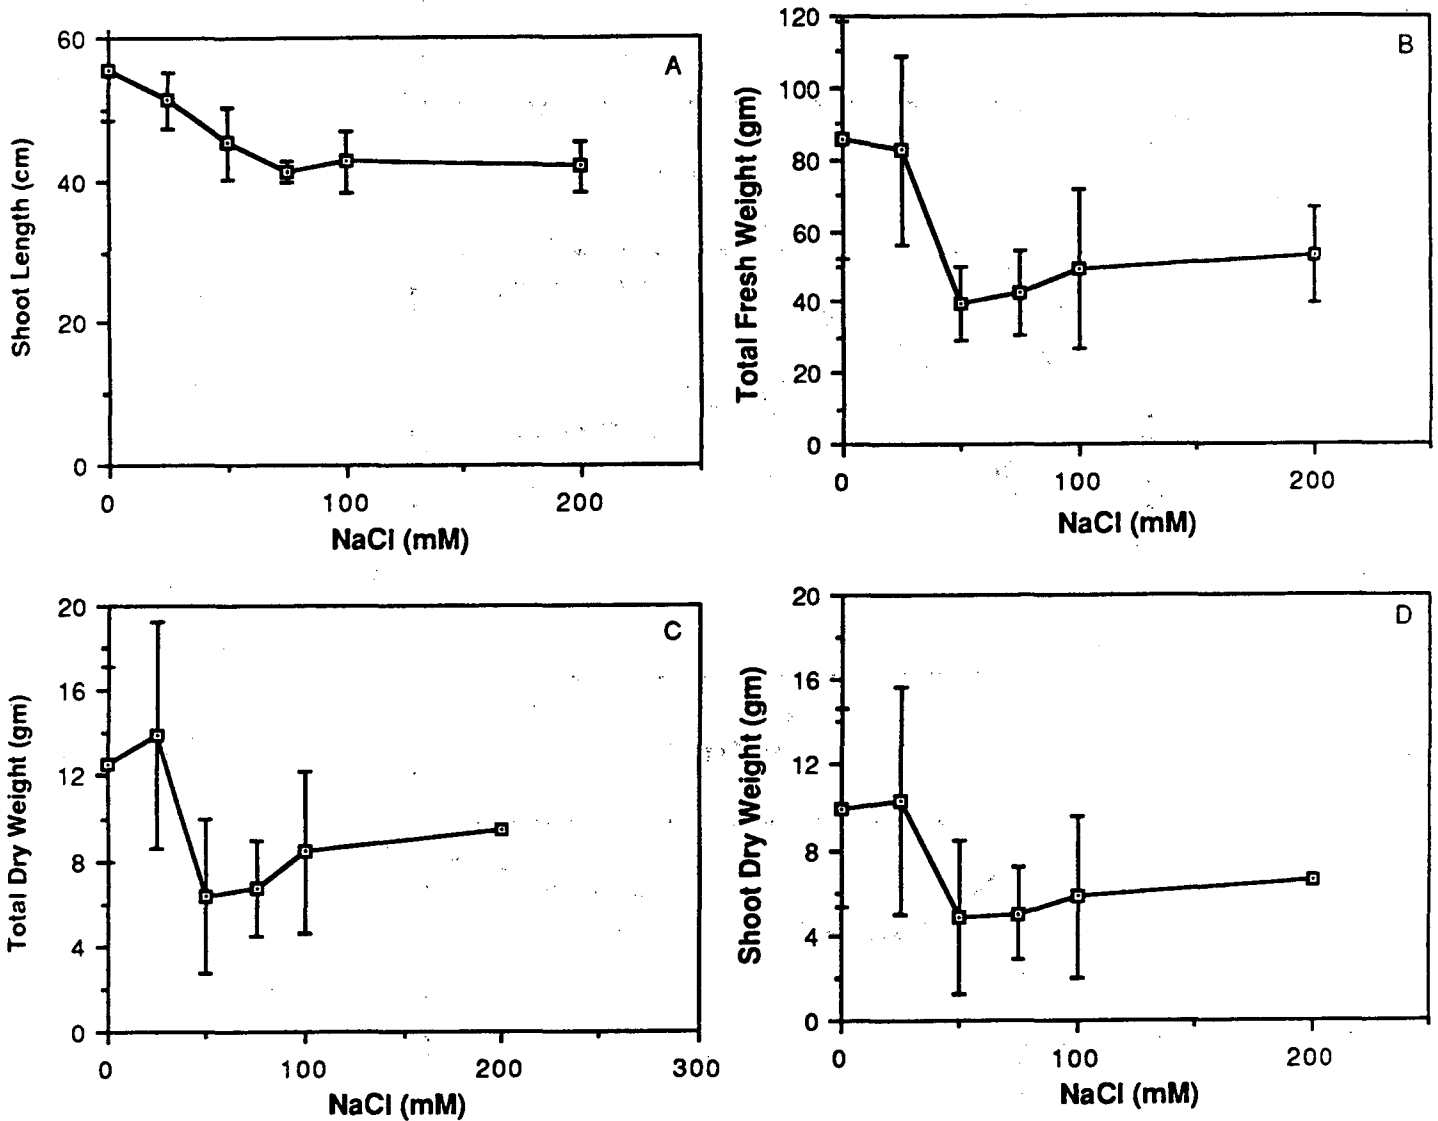 60
40
20
0
Shoot Length (cm)
A
0 100 200
NaCl (mM)
120
100
80
60
40
20
0
Total Fresh Weight (gm)
B
0 100 200
NaCl (mM)
20
16
12
8
4
0
Total Dry Weight (gm)
C
0 100 200 300
NaCl (mM)
20
16
12
8
4
0
Shoot Dry Weight (gm)
D
0 100 200
NaCl (mM)